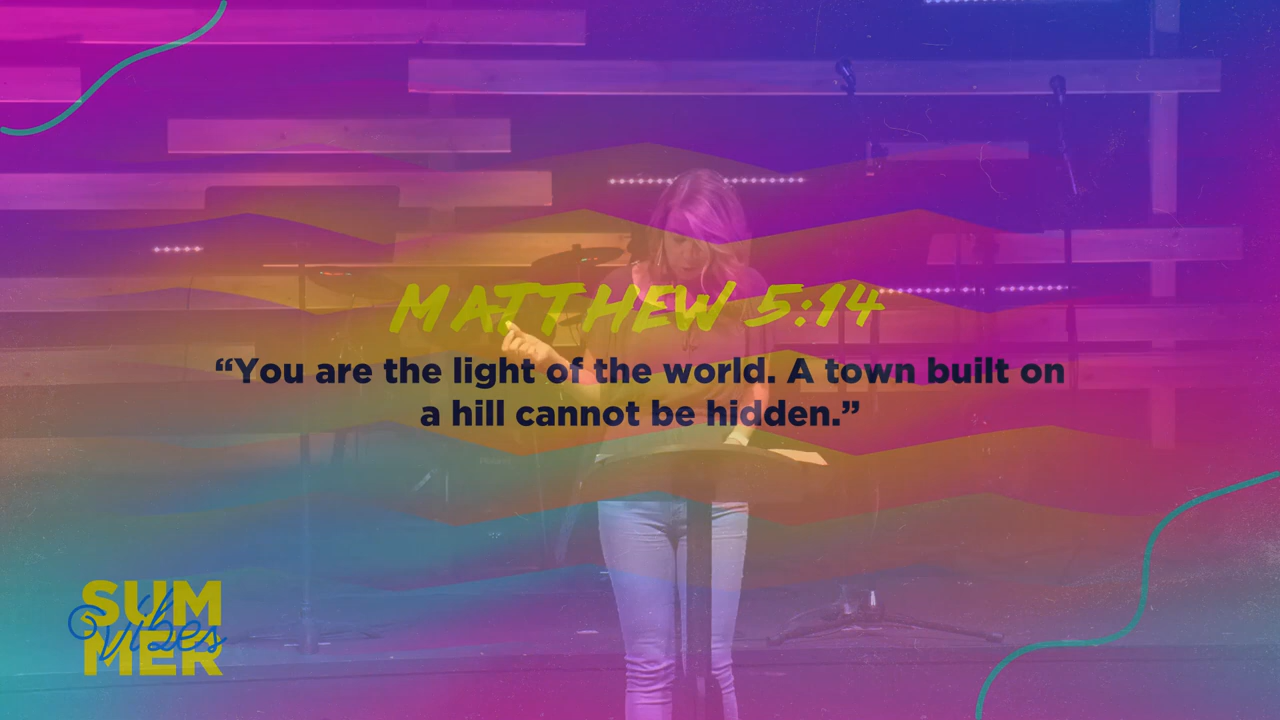 MATTHEW 5:14
“You are the light of the world. A town built on
a hill cannot be hidden.”
SUM
vibes
MER